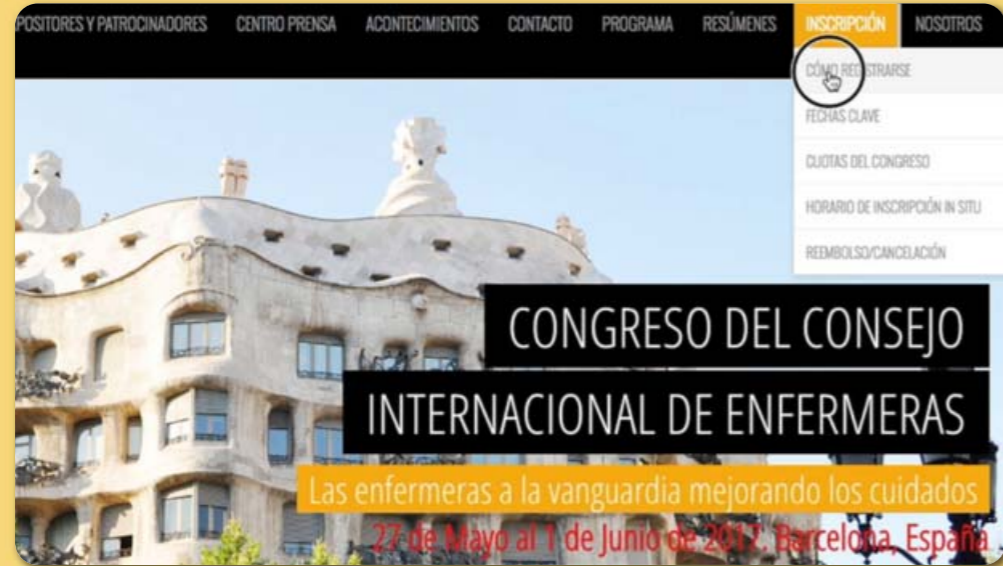 POSITORES Y PATROCINADORES CENTRO PRENSA ACONTECIMIENTOS CONTACTO PROGRAMA RESÚMENES INSCRIPCIÓN NOSOTROS
CÓMO REGISTRARSE
FECHAS CLAVE
CUOTAS DEL CONGRESO
HORARIO DE INSCRIPCIÓN IN SITU
REEMBOLSO/CANCELACIÓN
CONGRESO DEL CONSEJO
INTERNACIONAL DE ENFERMERAS
Las enfermeras a la vanguardia mejorando los cuidados
27 de Mayo al 1 de Junio de 2017. Barcelona, España